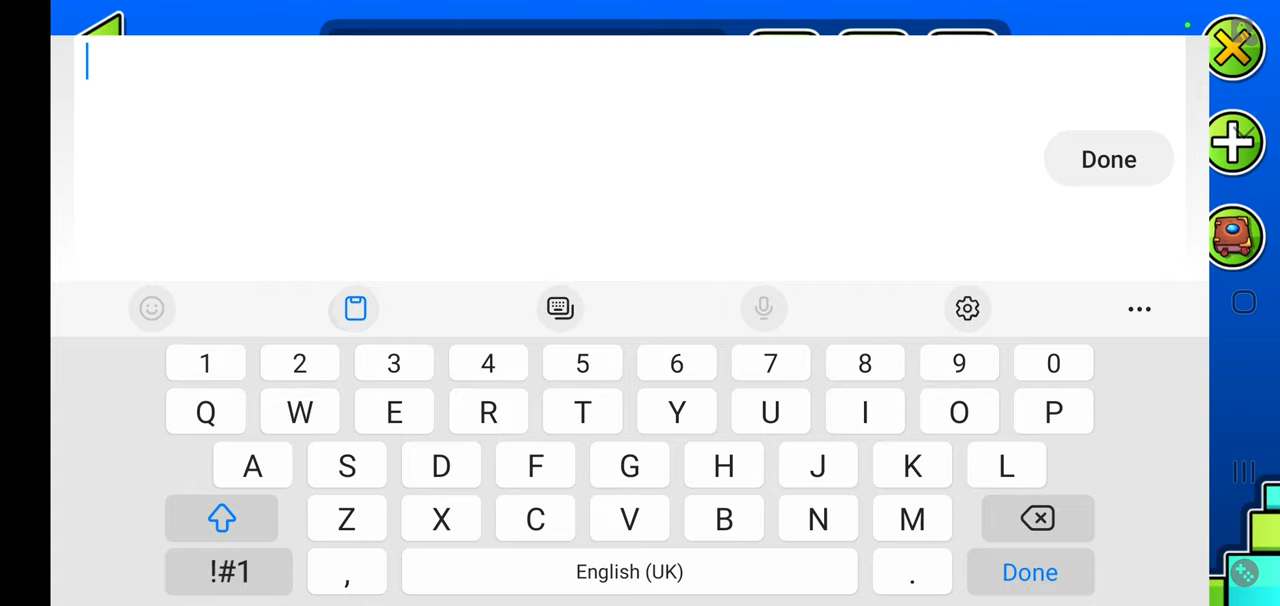 Done
1 2 3 4 5 6 7 8 9 0
Q W E R T Y U I O P
A S D F G H J K L
Z X C V B N M
!#1 , English (UK) . Done